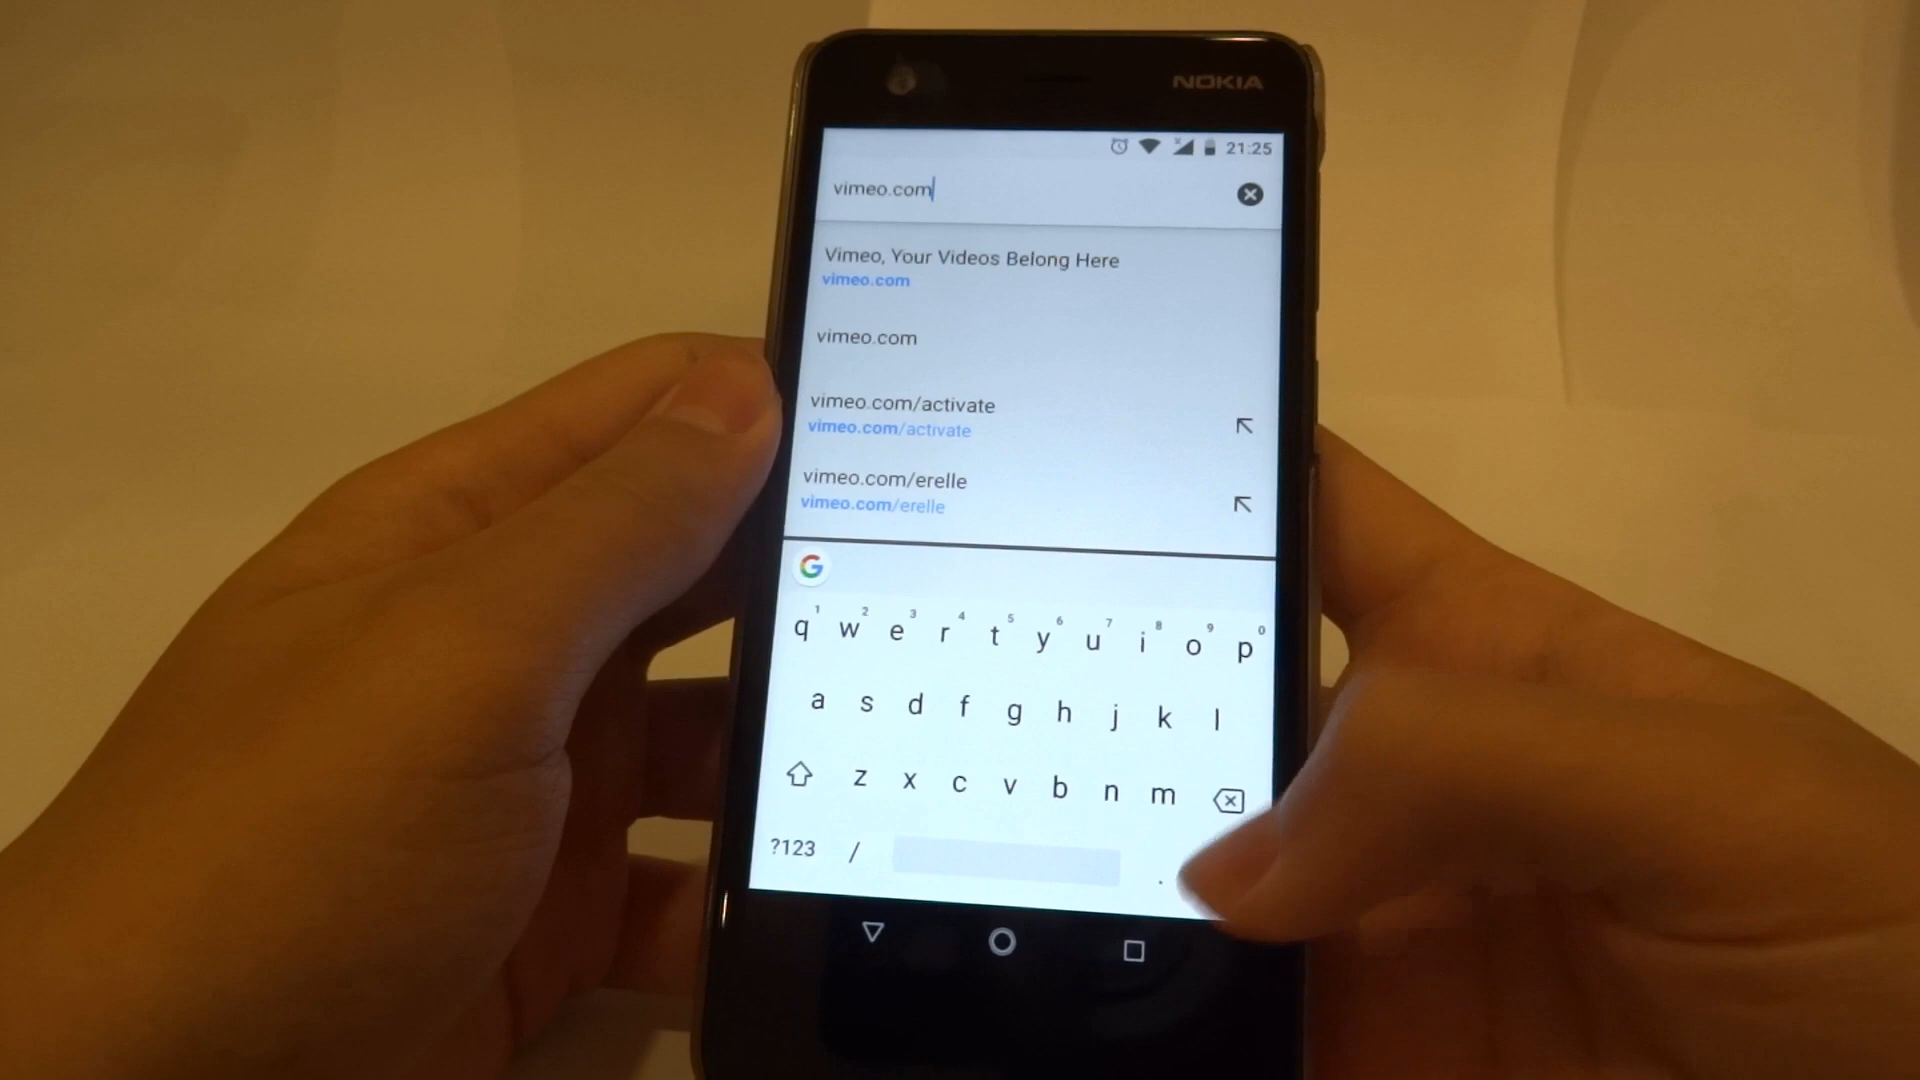 NOKIA
21:25
vimeo.com
Vimeo, Your Videos Belong Here
vimeo.com
vimeo.com
vimeo.com/activate
vimeo.com/activate
vimeo.com/erelle
vimeo.com/erelle
G
1 2 3 4 5 6 7 8 9 0
q w e r t y u i o p
a s d f g h j k l
z x c v b n m
?123 / .